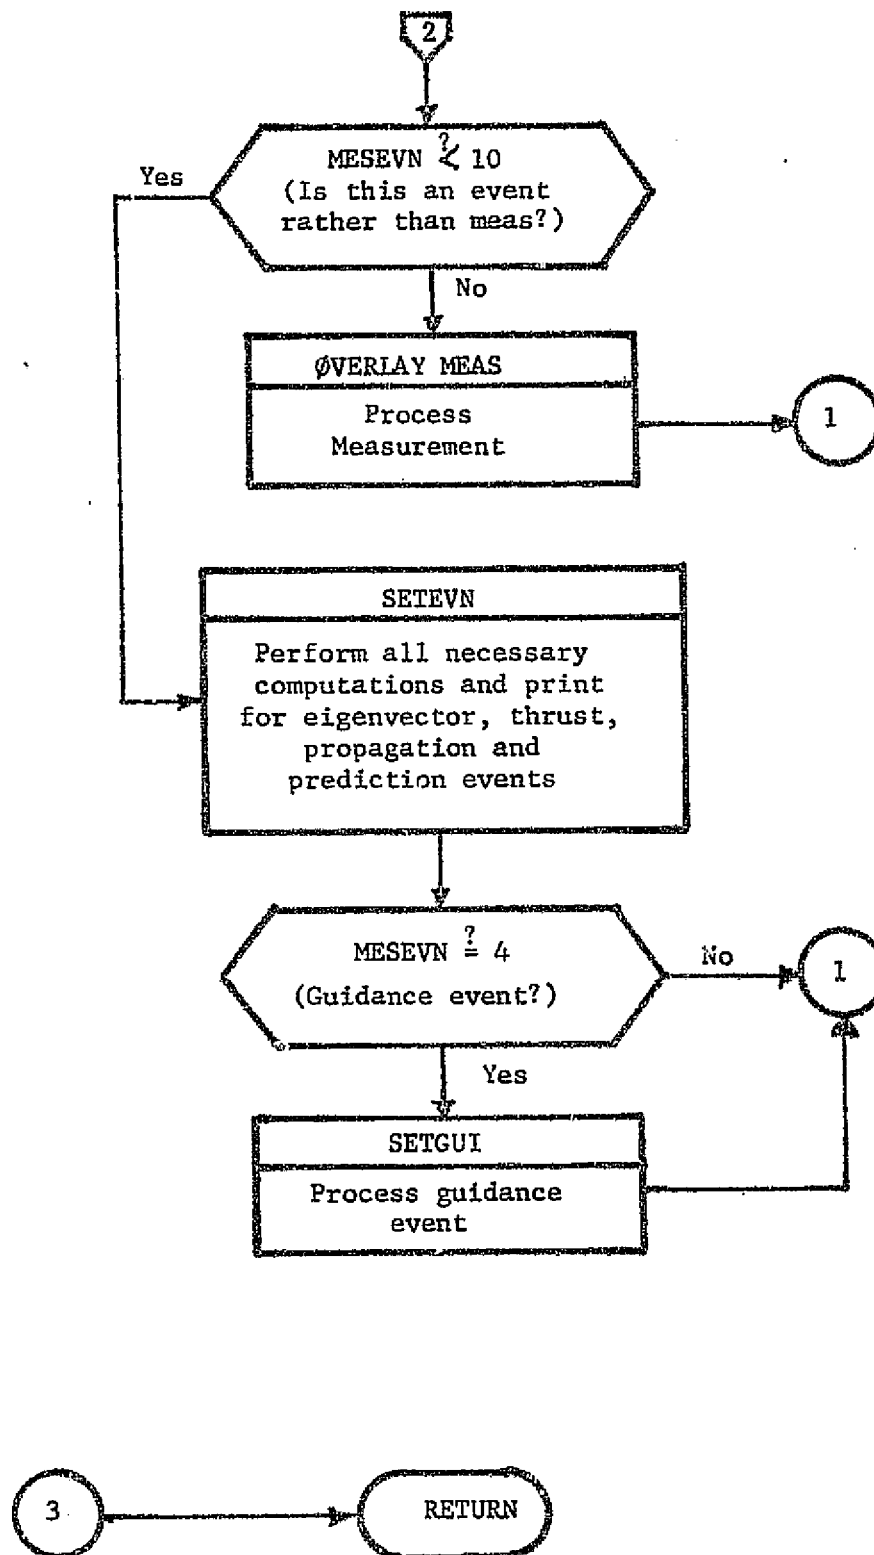 2
MESEVN ?< 10
(Is this an event
rather than meas?)
Yes
No
ØVERLAY MEAS
Process
Measurement
1
SETEVN
Perform all necessary
computations and print
for eigenvector, thrust,
propagation and
prediction events
MESEVN ?= 4
(Guidance event?)
No
1
Yes
SETGUI
Process guidance
event
3
RETURN